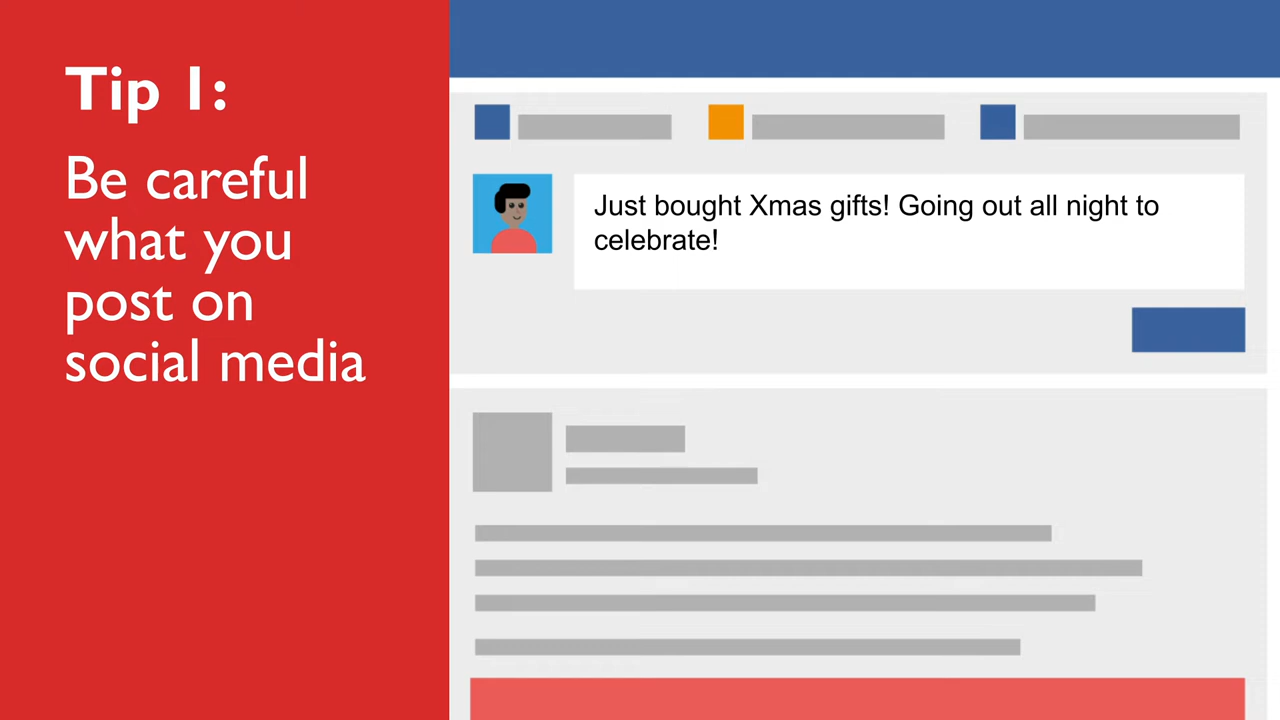 Tip 1:
Be careful
what you
post on
social media
Just bought Xmas gifts! Going out all night to
celebrate!